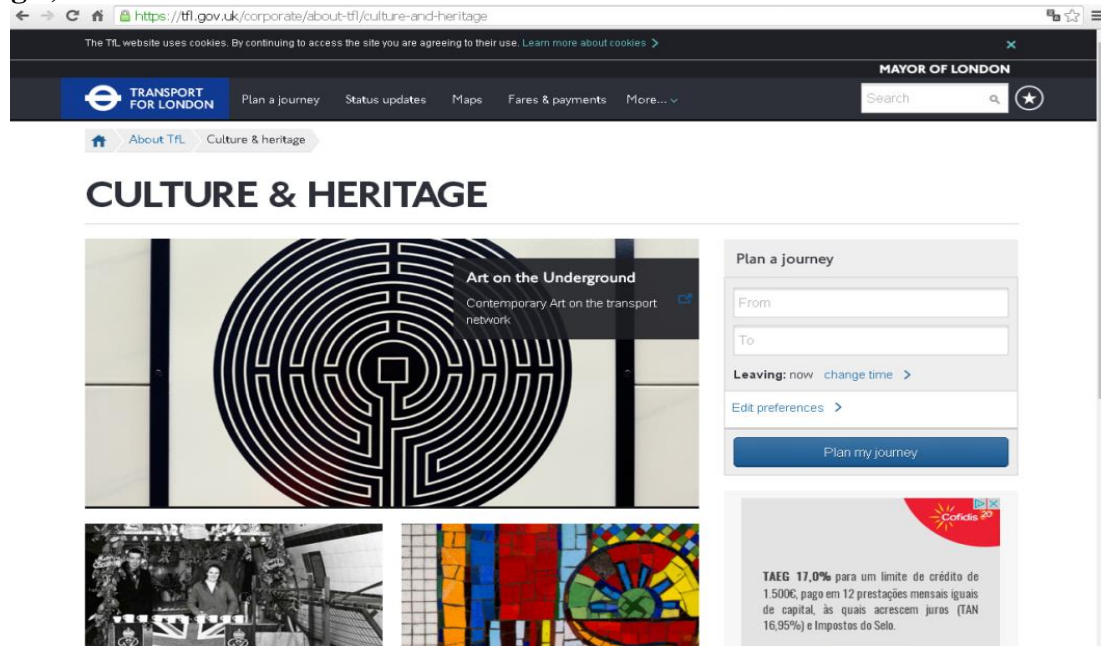 https://tfl.gov.uk/corporate/about-tfl/culture-and-heritage
The TfL website uses cookies. By continuing to access the site you are agreeing to their use. Learn more about cookies >
MAYOR OF LONDON
TRANSPORT
FOR LONDON
Plan a journey Status updates Maps Fares & payments More...
Search
About TfL Culture & heritage
CULTURE & HERITAGE
Art on the Underground
Contemporary Art on the transport
network
Plan a journey
From
To
Leaving: now change time >
Edit preferences >
Plan my journey
Cofidis 20
TAEG 17,0% para um limite de crédito de
1.500€, pago em 12 prestações mensais iguais
de capital, às quais acrescem juros (TAN
16,95%) e Impostos do Selo.